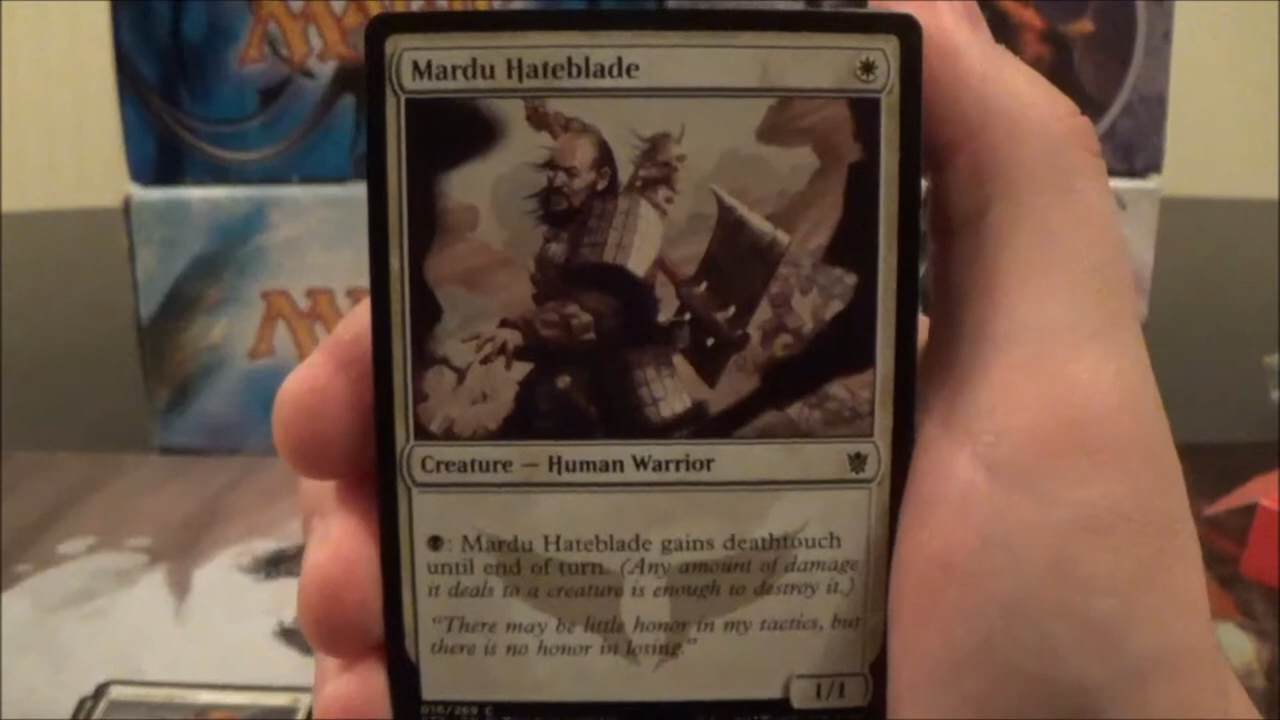 Mardu Hateblade
Creature — Human Warrior
: Mardu Hateblade gains deathtouch
until end of turn. (Any amount of damage
it deals to a creature is enough to destroy it.)
"There may be little honor in my tactics, but
there is no honor in losing."
1/1
016/269 C